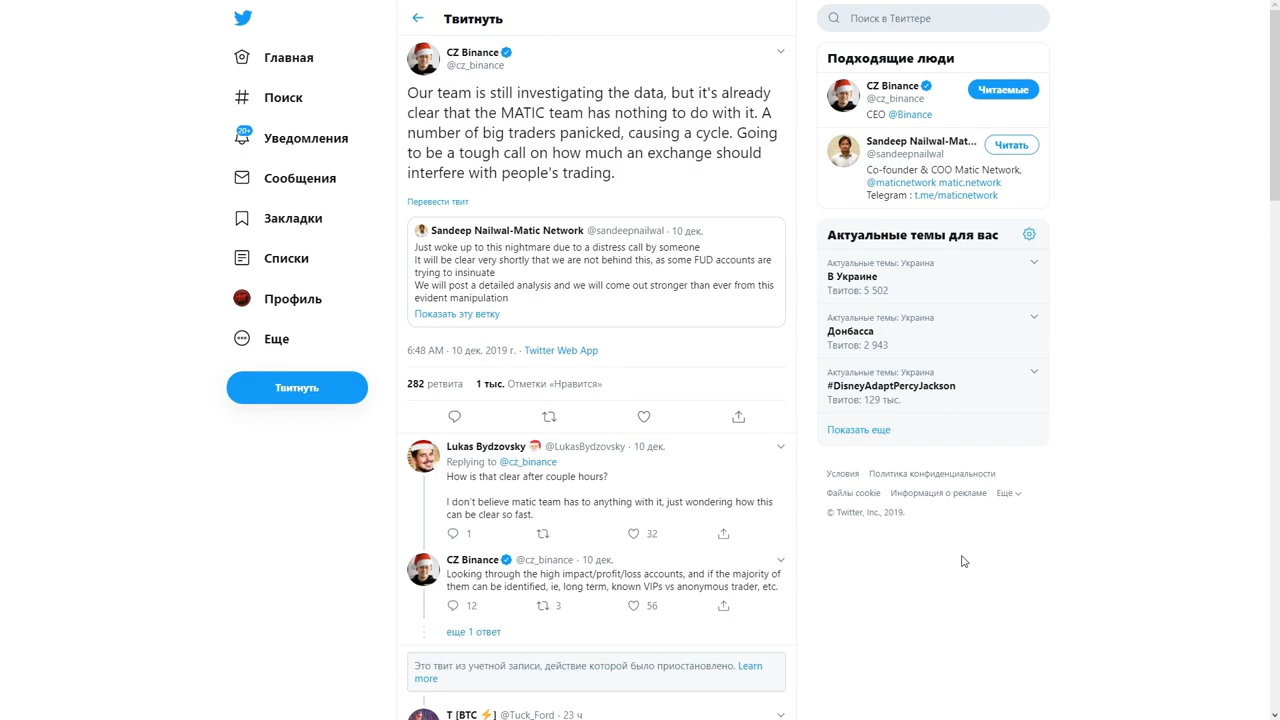 Главная
Поиск
20+
Уведомления
Сообщения
Закладки
Списки
Профиль
Еще
Твитнуть
Твитнуть
CZ Binance
@cz_binance
Our team is still investigating the data, but it's already
clear that the MATIC team has nothing to do with it. A
number of big traders panicked, causing a cycle. Going
to be a tough call on how much an exchange should
interfere with people's trading.
Перевести твит
Sandeep Nailwal-Matic Network @sandeepnailwal · 10 дек.
Just woke up to this nightmare due to a distress call by someone
It will be clear very shortly that we are not behind this, as some FUD accounts are
trying to insinuate
We will post a detailed analysis and we will come out stronger than ever from this
evident manipulation
Показать эту ветку
6:48 AM · 10 дек. 2019 г. · Twitter Web App
282 ретвита 1 тыс. Отметки «Нравится»
Lukas Bydzovsky @LukasBydzovsky · 10 дек.
Replying to @cz_binance
How is that clear after couple hours?
I don´t believe matic team has to anything with it, just wondering how this
can be clear so fast.
1 32
CZ Binance @cz_binance · 10 дек.
Looking through the high impact/profit/loss accounts, and if the majority of
them can be identified, ie, long term, known VIPs vs anonymous trader, etc.
12 3 56
еще 1 ответ
Это твит из учетной записи, действие которой было приостановлено. Learn
more
T [BTC ⚡] @Tuck_Ford · 23 ч
Поиск в Твиттере
Подходящие люди
CZ Binance
@cz_binance
Читаемые
CEO @Binance
Sandeep Nailwal-Mat...
@sandeepnailwal
Читать
Co-founder & COO Matic Network,
@maticnetwork matic.network
Telegram : t.me/maticnetwork
Актуальные темы для вас
Актуальные темы: Украина
В Украине
Твитов: 5 502
Актуальные темы: Украина
Донбасса
Твитов: 2 943
Актуальные темы: Украина
#DisneyAdaptPercyJackson
Твитов: 129 тыс.
Показать еще
Условия Политика конфиденциальности
Файлы cookie Информация о рекламе Еще
© Twitter, Inc., 2019.